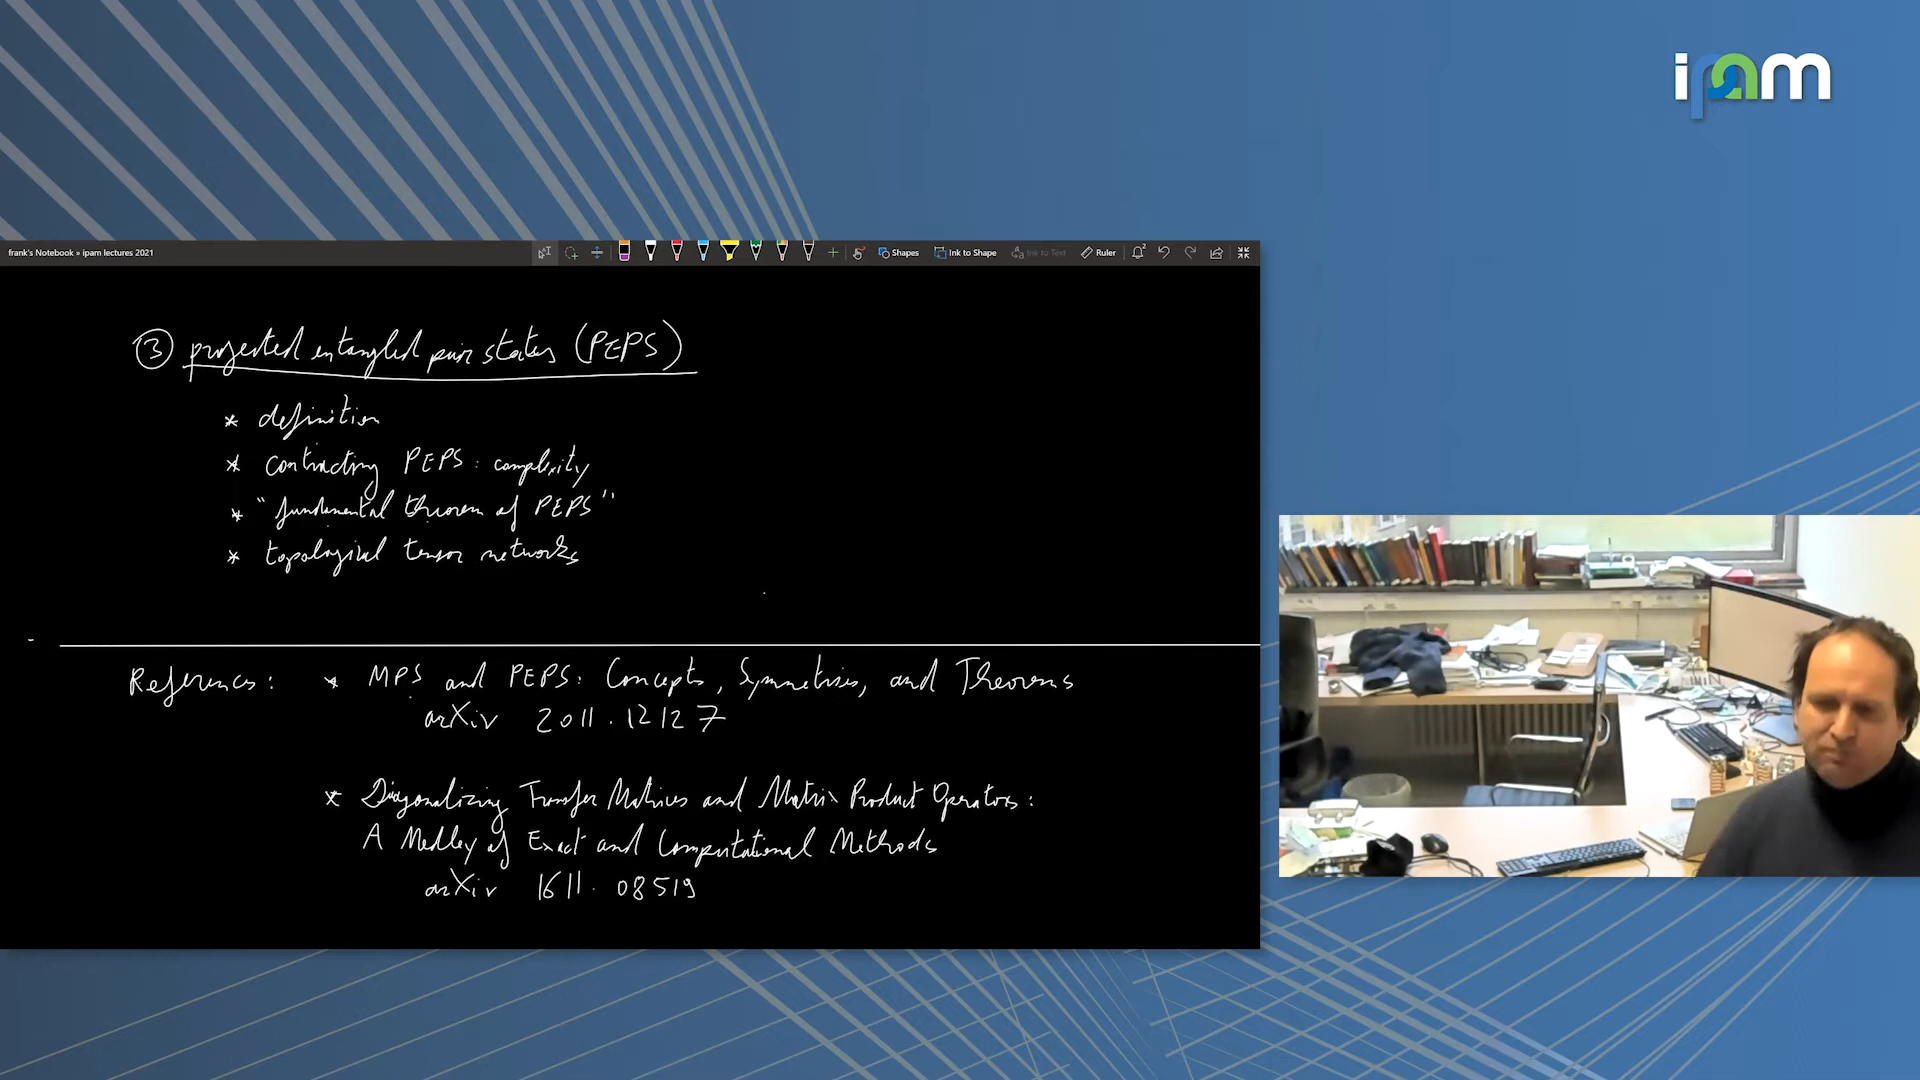 ipam
frank's Notebook » ipam lectures 2021
Shapes
Ink to Shape
Ink to Text
Ruler
③ projected entangled pair states (PEPS)
* definition
* contracting PEPS: complexity
* "fundamental theorem of PEPS"
* topological tensor networks
References: * MPS and PEPS: Concepts, Symmetries, and Theorems
arXiv 2011.12127
* Diagonalizing Transfer Matrices and Matrix Product Operators:
A Medley of Exact and Computational Methods
arXiv 1611.08519